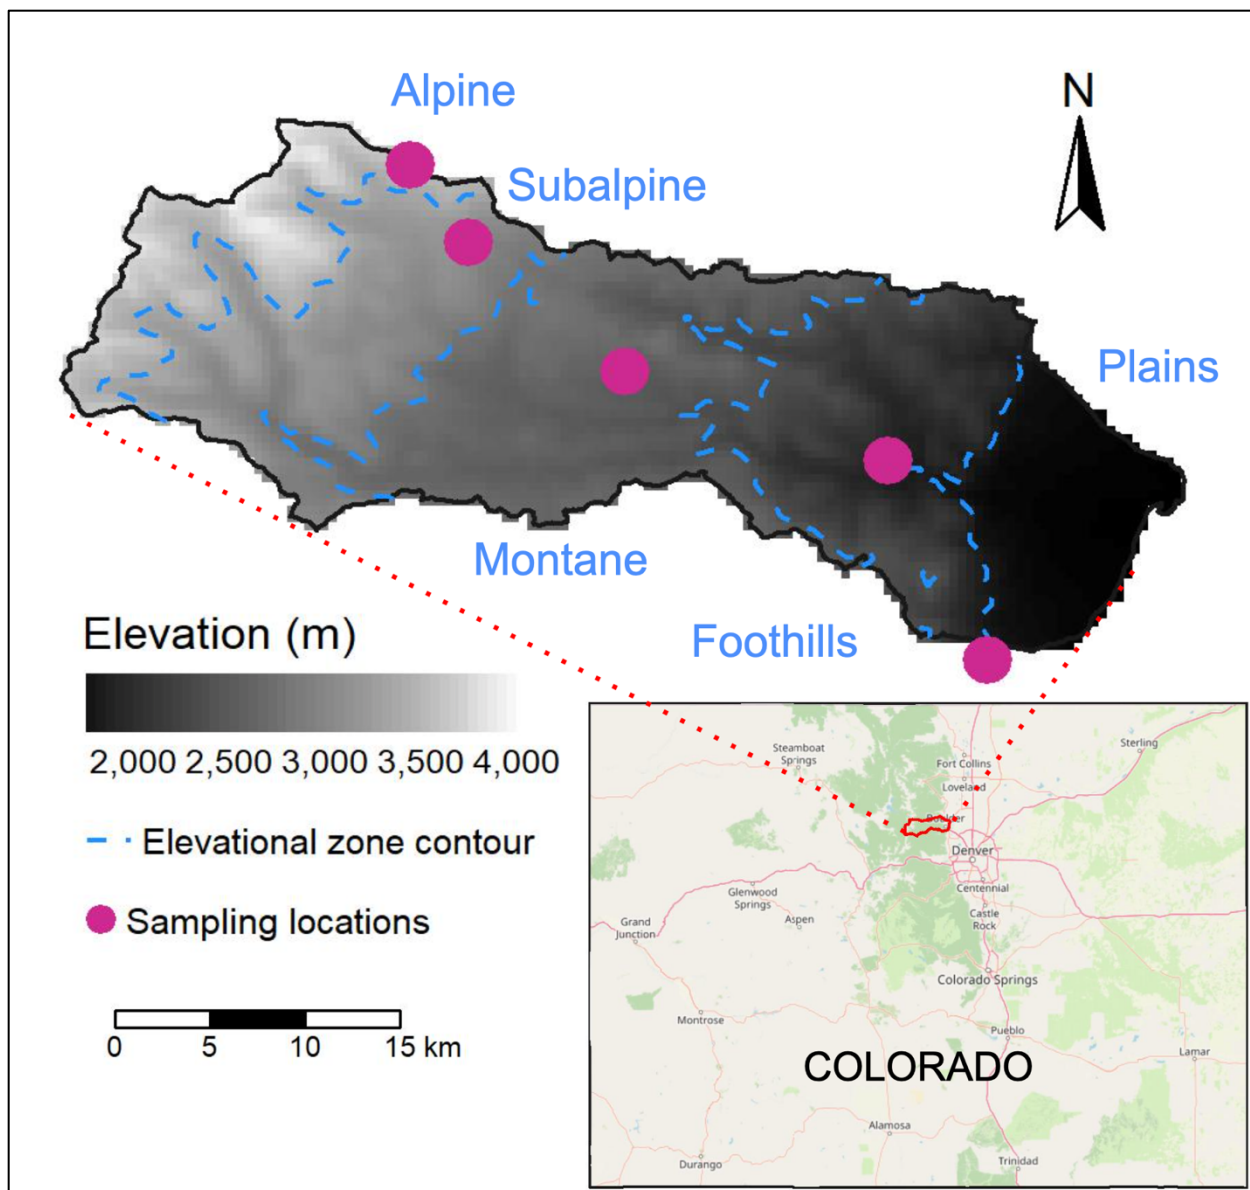 Alpine
N
Subalpine
Plains
Montane
Foothills
Elevation (m)
2,000 2,500 3,000 3,500 4,000
Elevational zone contour
Sampling locations
0 5 10 15 km
Steamboat
Springs
Sterling
Fort Collins
Loveland
Boulder
Denver
Centennial
Glenwood
Springs
Aspen
Castle
Rock
Grand
Junction
Colorado Springs
Montrose
Pueblo
Lamar
COLORADO
Alamosa
Durango
Trinidad